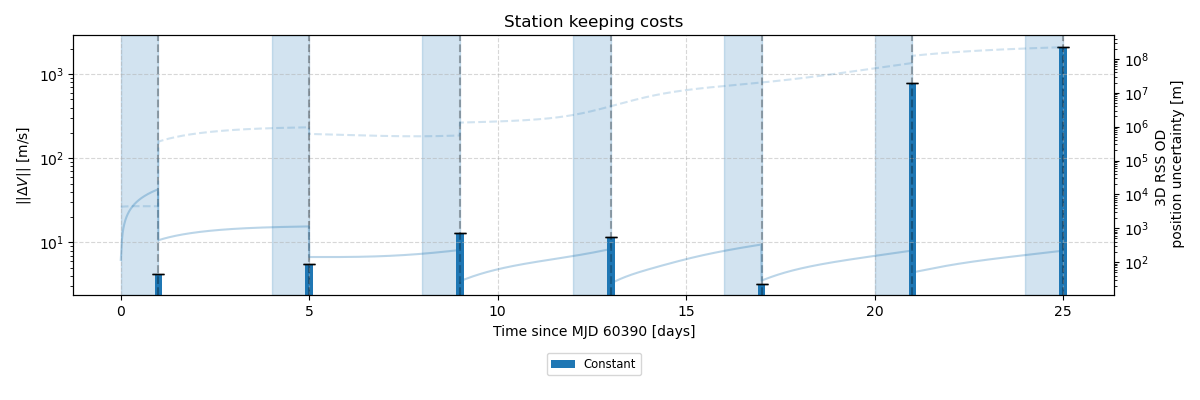 Station keeping costs
||ΔV|| [m/s]
10³
10²
10¹
10⁸
10⁷
10⁶
10⁵
10⁴
10³
10²
3D RSS OD
position uncertainty [m]
0 5 10 15 20 25
Time since MJD 60390 [days]
Constant